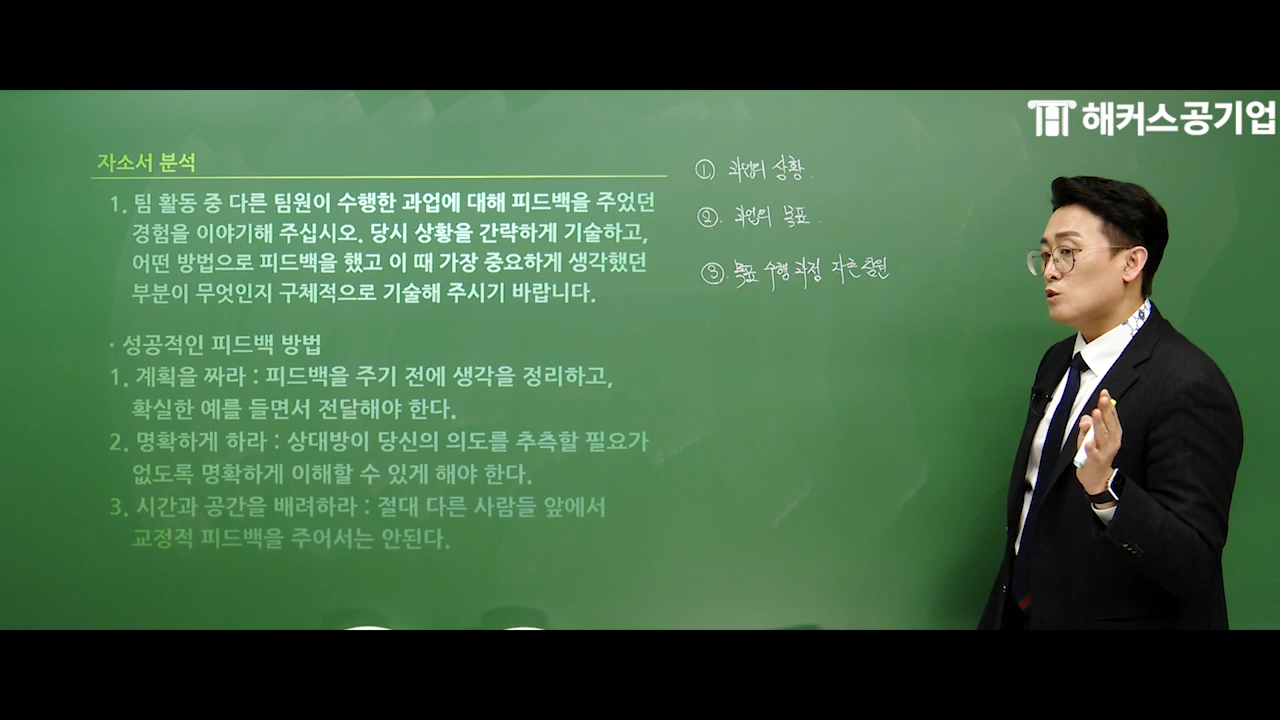 해커스공기업
자소서 분석
1. 팀 활동 중 다른 팀원이 수행한 과업에 대해 피드백을 주었던
경험을 이야기해 주십시오. 당시 상황을 간략하게 기술하고,
어떤 방법으로 피드백을 했고 이 때 가장 중요하게 생각했던
부분이 무엇인지 구체적으로 기술해 주시기 바랍니다.
· 성공적인 피드백 방법
1. 계획을 짜라 : 피드백을 주기 전에 생각을 정리하고,
확실한 예를 들면서 전달해야 한다.
2. 명확하게 하라 : 상대방이 당신의 의도를 추측할 필요가
없도록 명확하게 이해할 수 있게 해야 한다.
3. 시간과 공간을 배려하라 : 절대 다른 사람들 앞에서
교정적 피드백을 주어서는 안된다.
① 과업의 상황.
②. 과업의 목표.
③. 목표 수행 과정 다른 팀원